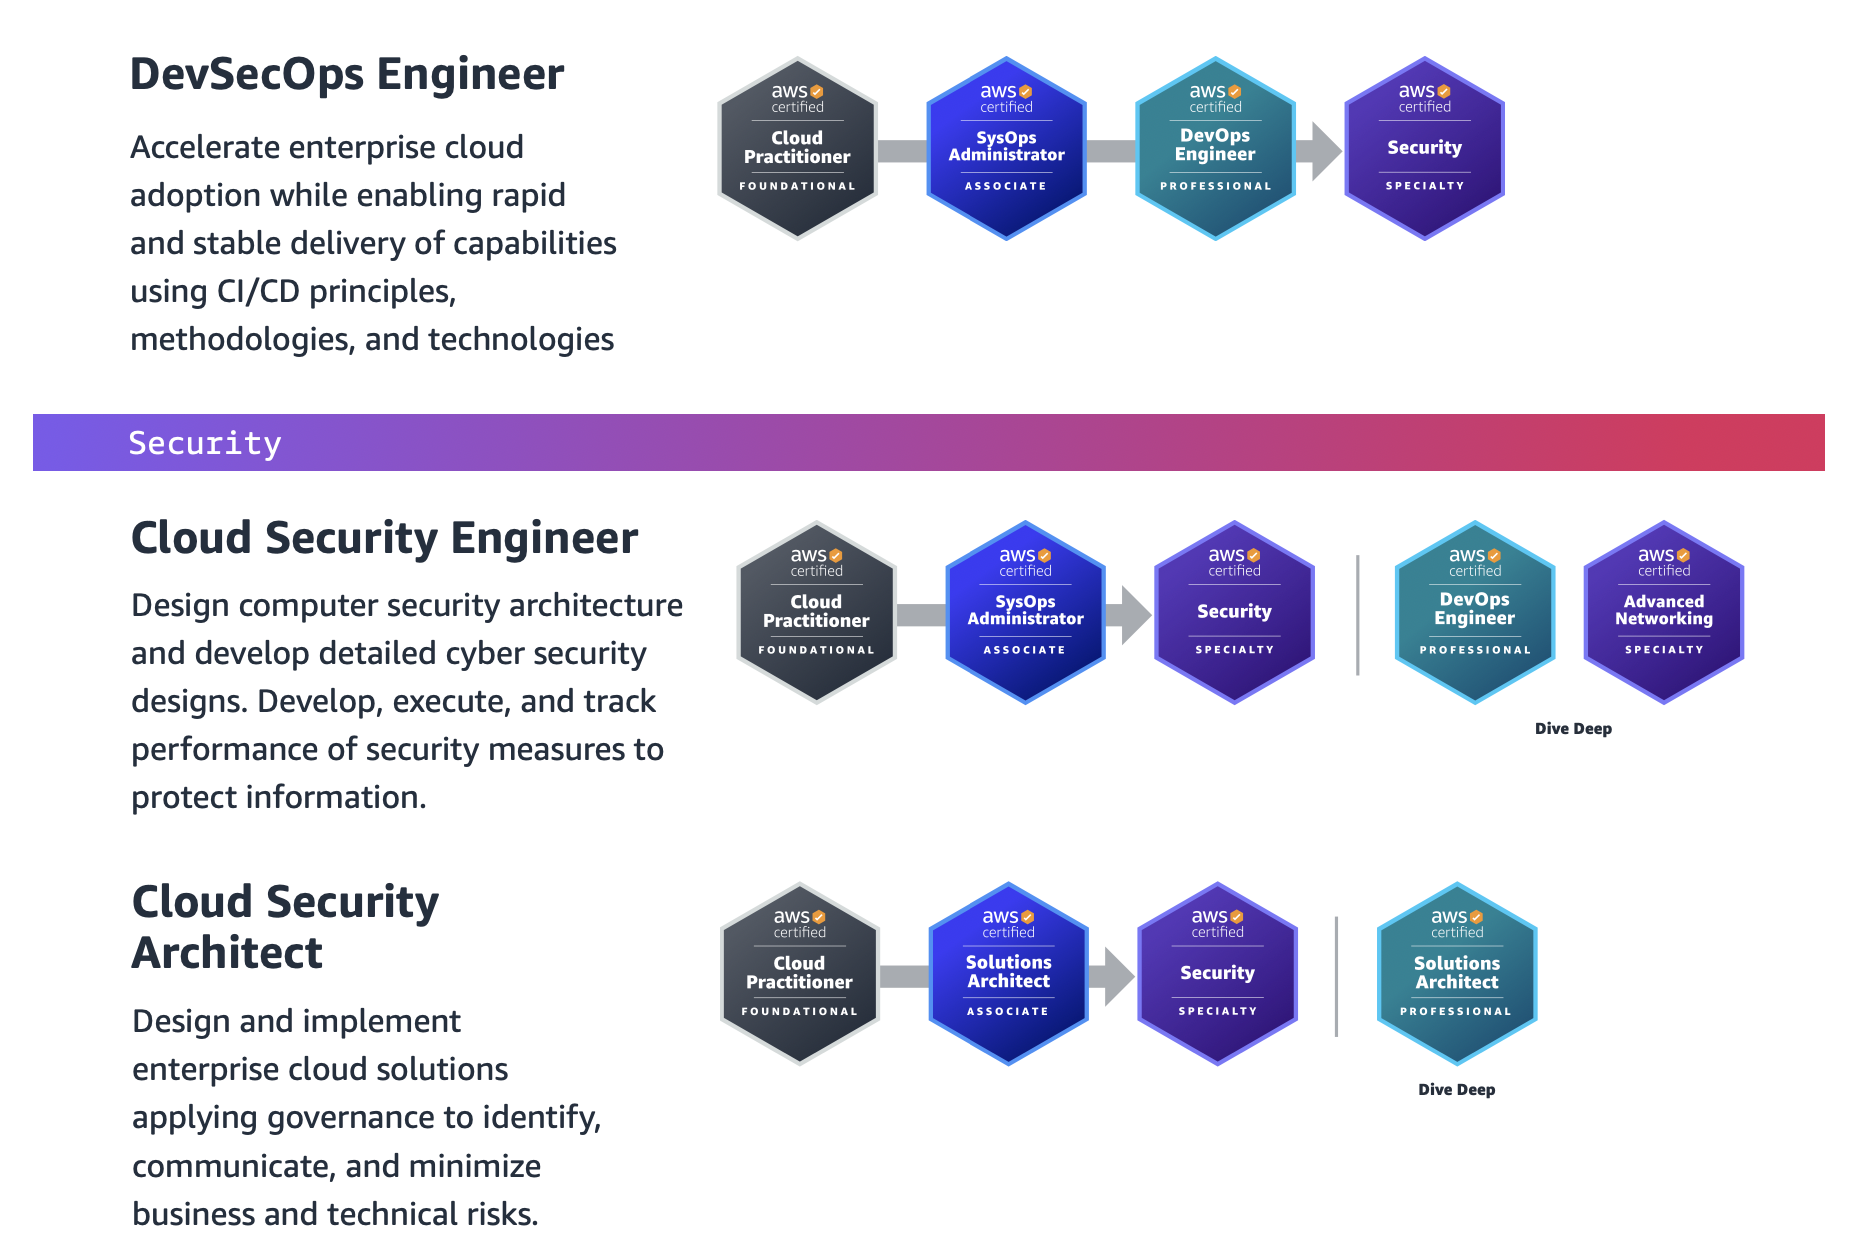 DevSecOps Engineer
Accelerate enterprise cloud
adoption while enabling rapid
and stable delivery of capabilities
using CI/CD principles,
methodologies, and technologies
aws
certified
Cloud
Practitioner
FOUNDATIONAL
aws
certified
SysOps
Administrator
ASSOCIATE
aws
certified
DevOps
Engineer
PROFESSIONAL
aws
certified
Security
SPECIALTY
Security
Cloud Security Engineer
Design computer security architecture
and develop detailed cyber security
designs. Develop, execute, and track
performance of security measures to
protect information.
aws
certified
Cloud
Practitioner
FOUNDATIONAL
aws
certified
SysOps
Administrator
ASSOCIATE
aws
certified
Security
SPECIALTY
aws
certified
DevOps
Engineer
PROFESSIONAL
aws
certified
Advanced
Networking
SPECIALTY
Dive Deep
Cloud Security
Architect
Design and implement
enterprise cloud solutions
applying governance to identify,
communicate, and minimize
business and technical risks.
aws
certified
Cloud
Practitioner
FOUNDATIONAL
aws
certified
Solutions
Architect
ASSOCIATE
aws
certified
Security
SPECIALTY
aws
certified
Solutions
Architect
PROFESSIONAL
Dive Deep